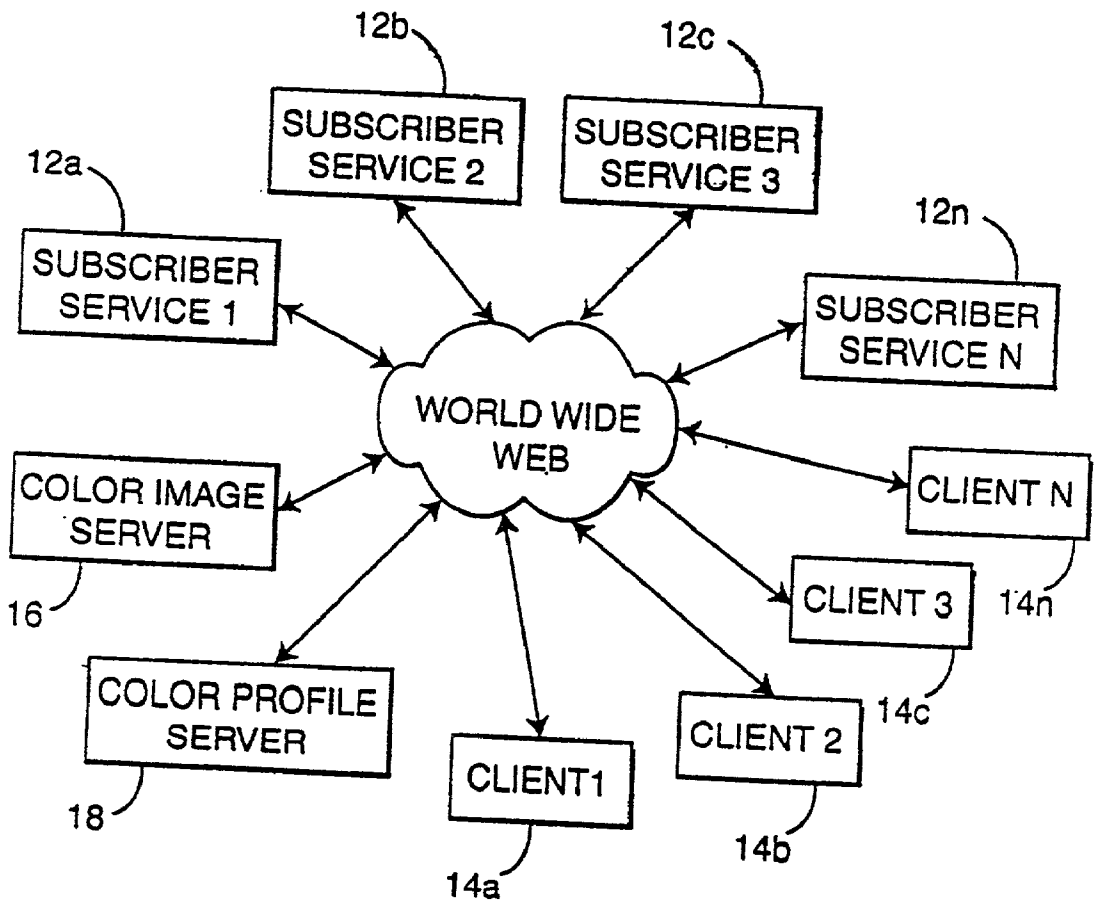 12b
12c
SUBSCRIBER
SERVICE 2
SUBSCRIBER
SERVICE 3
12a
12n
SUBSCRIBER
SERVICE 1
SUBSCRIBER
SERVICE N
WORLD WIDE
WEB
COLOR IMAGE
SERVER
CLIENT N
16
CLIENT 3
14n
COLOR PROFILE
SERVER
14c
CLIENT 2
CLIENT1
18
14b
14a